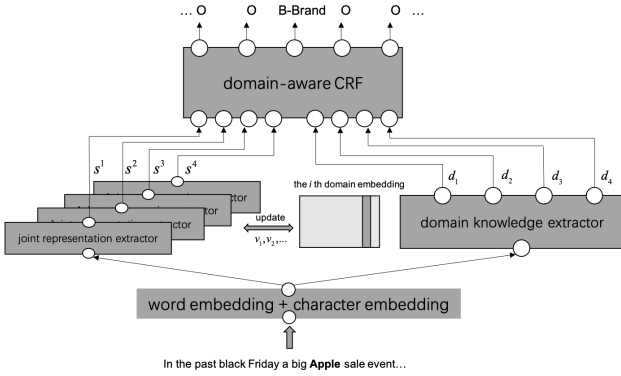 ... O O B-Brand O O ...
domain-aware CRF
s¹ s² s³ s⁴ d₁ d₂ d₃ d₄
the i th domain embedding
update
v₁,v₂,...
joint representation extractor
domain knowledge extractor
word embedding + character embedding
In the past black Friday a big Apple sale event...